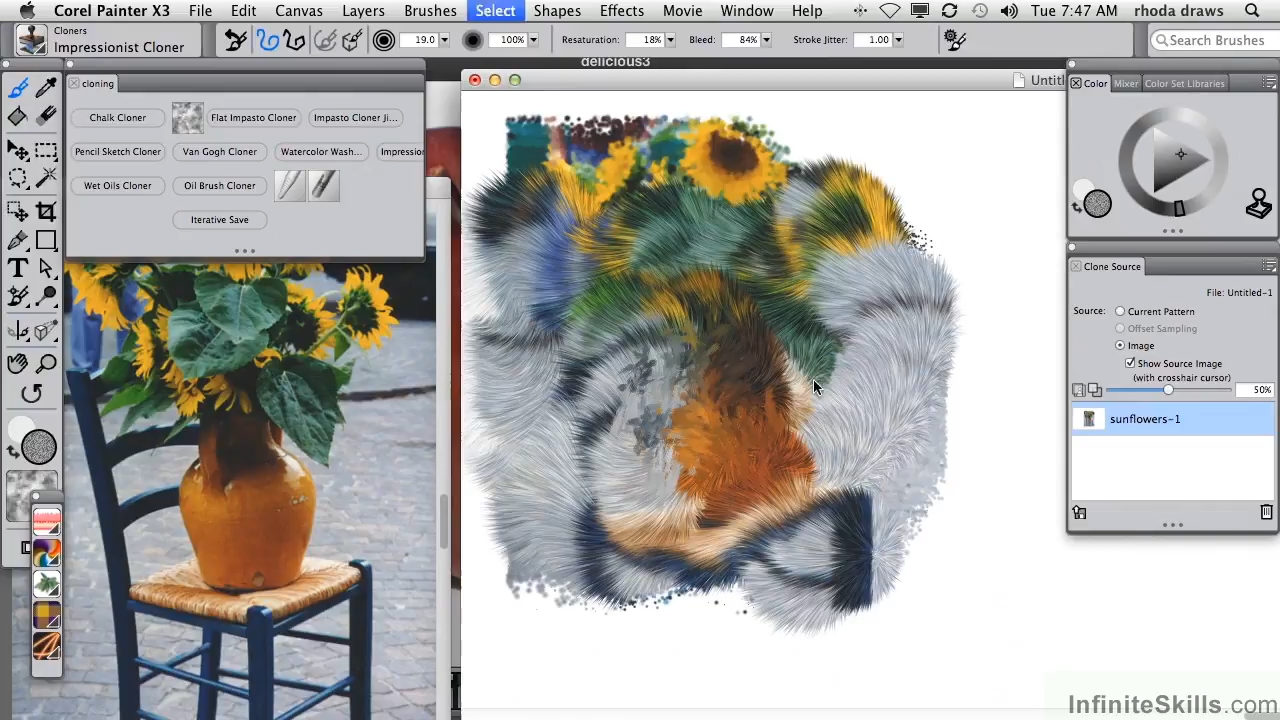 Corel Painter X3 File Edit Canvas Layers Brushes Select Shapes Effects Movie Window Help Tue 7:47 AM rhoda draws
Cloners
Impressionist Cloner
19.0 100% Resaturation: 18% Bleed: 84% Stroke Jitter: 1.00 Search Brushes
delicious3
cloning
Chalk Cloner Flat Impasto Cloner Impasto Cloner Ji...
Pencil Sketch Cloner Van Gogh Cloner Watercolor Wash... Impression
Wet Oils Cloner Oil Brush Cloner
Iterative Save
Untitl
Color Mixer Color Set Libraries
Clone Source
File: Untitled-1
Source: Current Pattern
Offset Sampling
Image
Show Source Image
(with crosshair cursor)
50%
sunflowers-1
T
InfiniteSkills.com